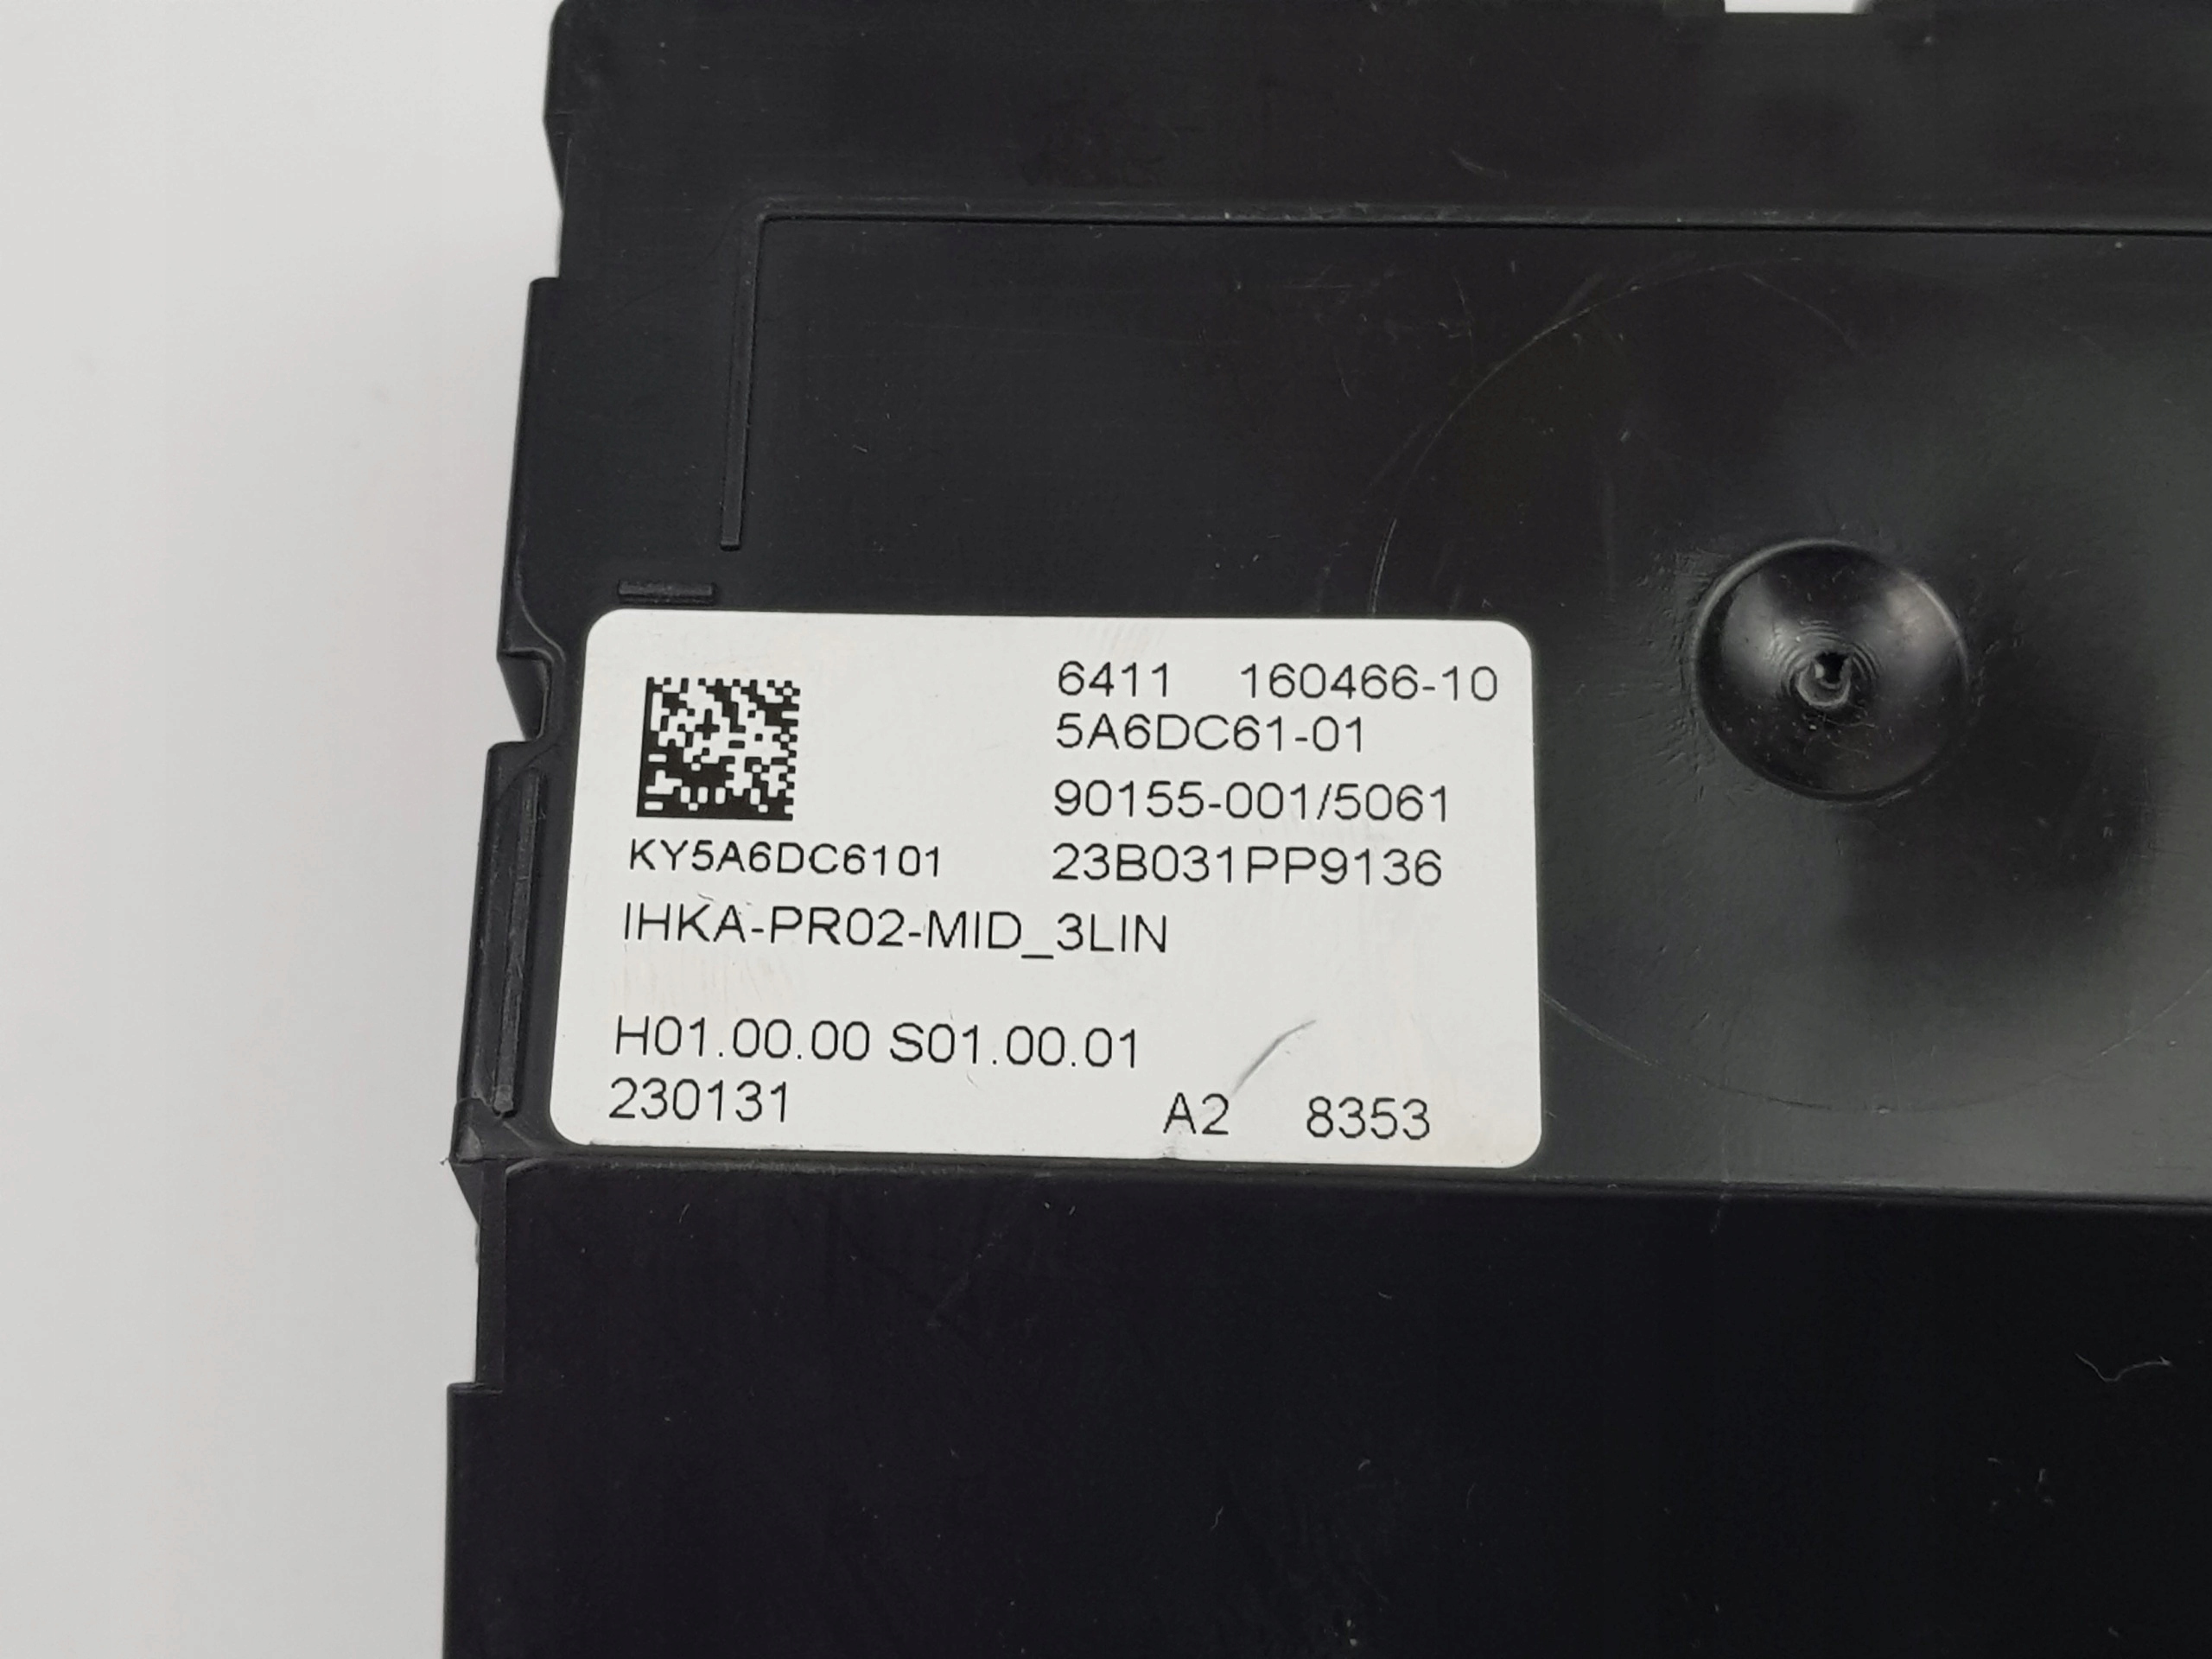 6411 160466-10
5A6DC61-01
90155-001/5061
KY5A6DC6101 23B031PP9136
IHKA-PR02-MID_3LIN
H01.00.00 S01.00.01
230131 A2 8353